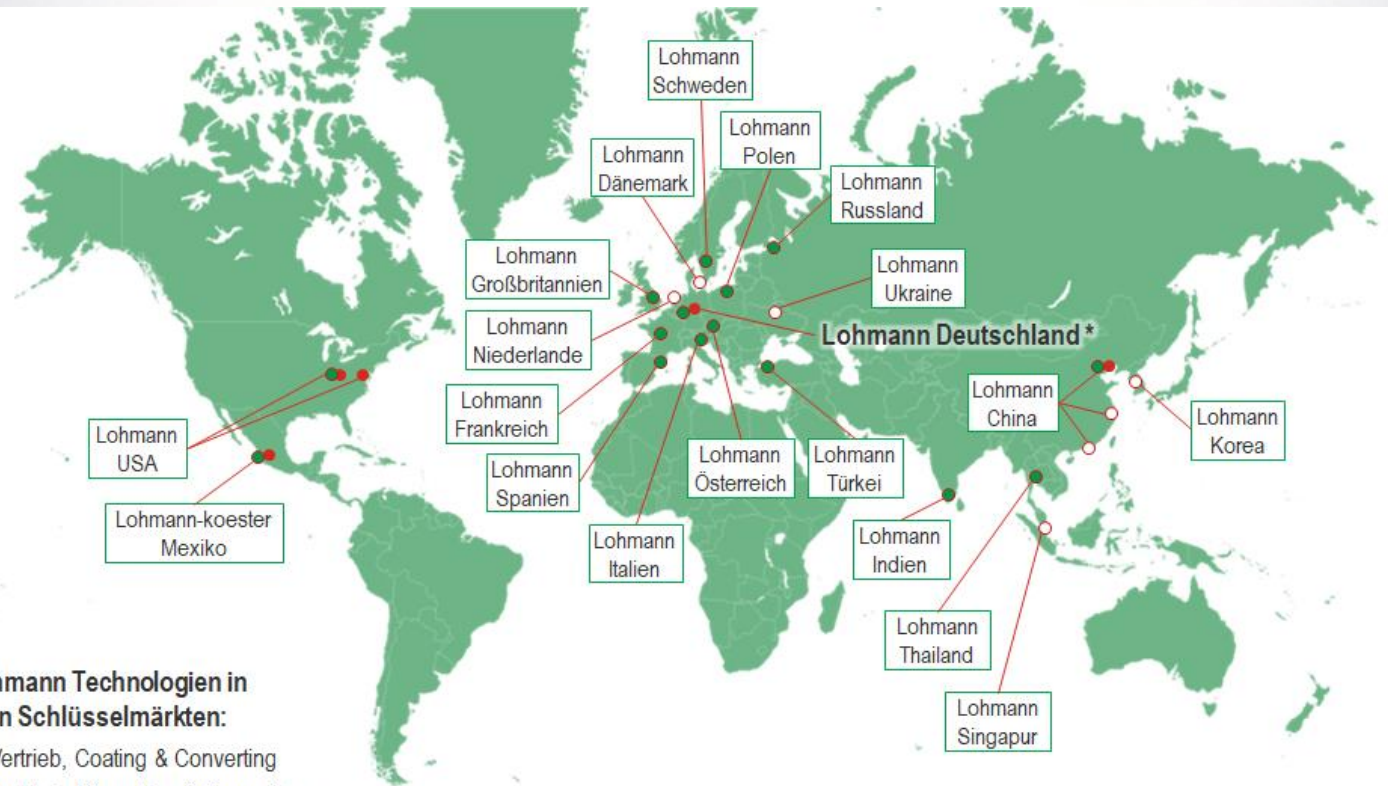 Lohmann
Schweden
Lohmann
Polen
Lohmann
Dänemark
Lohmann
Russland
Lohmann
Großbritannien
Lohmann
Ukraine
Lohmann
Niederlande
Lohmann Deutschland *
Lohmann
China
Lohmann
Frankreich
Lohmann
Korea
Lohmann
USA
Lohmann
Spanien
Lohmann
Österreich
Lohmann
Türkei
Lohmann-koester
Mexiko
Lohmann
Italien
Lohmann
Indien
Lohmann
Thailand
Lohmann
Singapur
mann Technologien in
n Schlüsselmärkten:
ertrieb, Coating & Converting